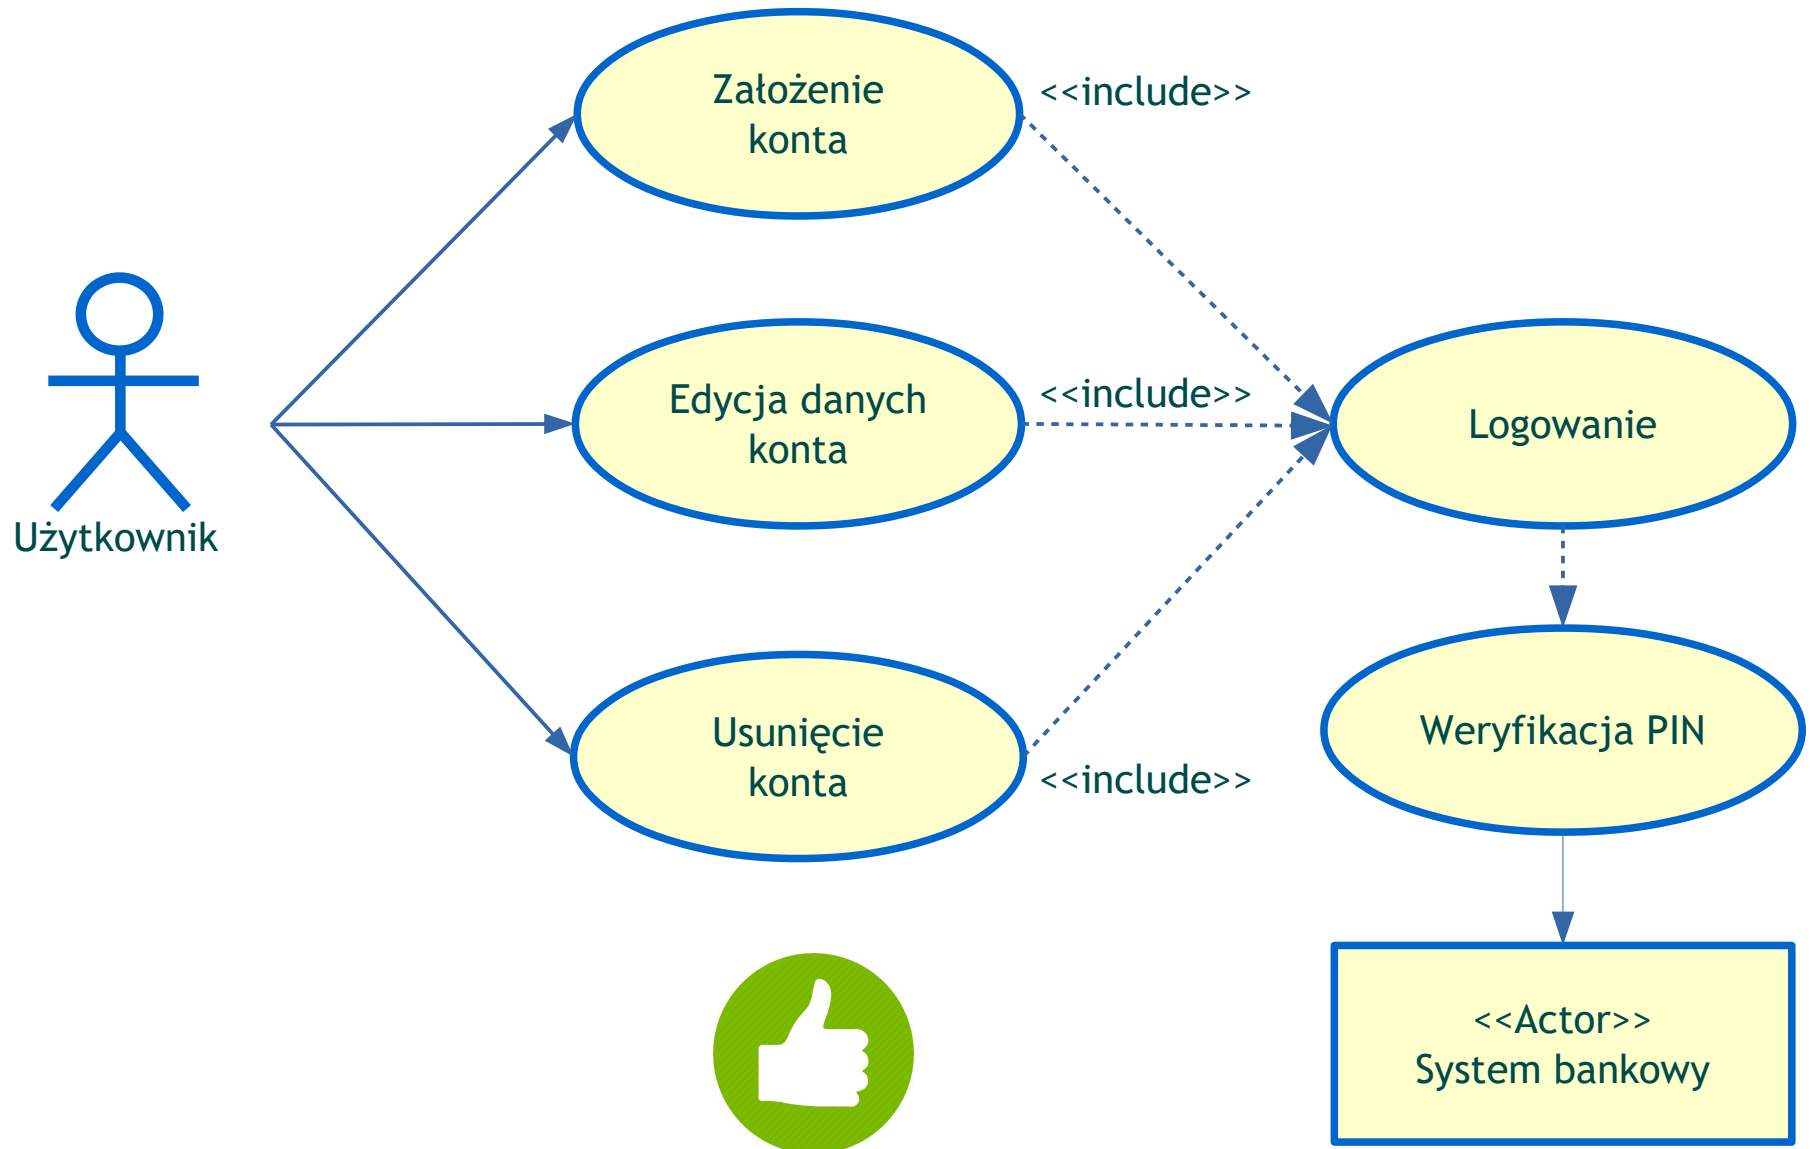 Założenie
konta
<<include>>
Użytkownik
Edycja danych
konta
<<include>>
Logowanie
Usunięcie
konta
<<include>>
Weryfikacja PIN
<<Actor>>
System bankowy